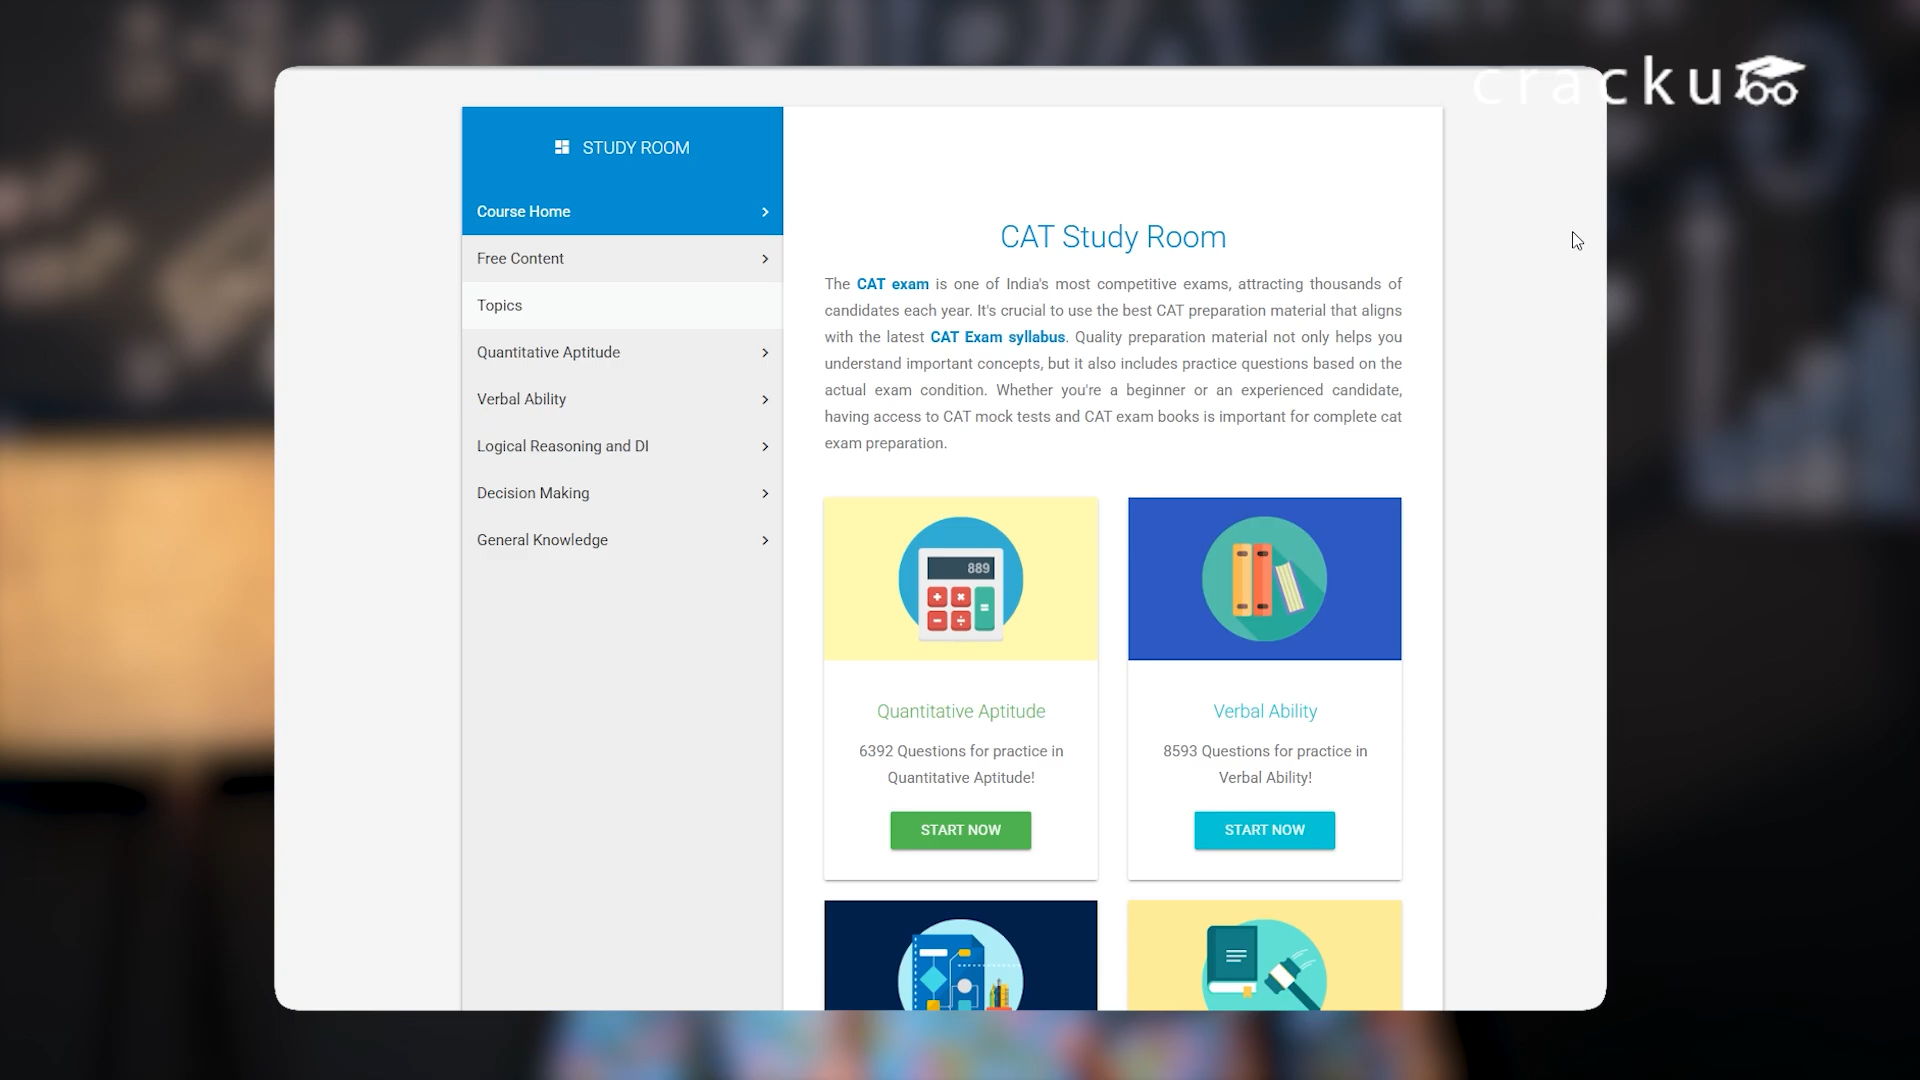 cracku
STUDY ROOM
Course Home
Free Content
Topics
Quantitative Aptitude
Verbal Ability
Logical Reasoning and DI
Decision Making
General Knowledge
CAT Study Room
The CAT exam is one of India's most competitive exams, attracting thousands of
candidates each year. It's crucial to use the best CAT preparation material that aligns
with the latest CAT Exam syllabus. Quality preparation material not only helps you
understand important concepts, but it also includes practice questions based on the
actual exam condition. Whether you're a beginner or an experienced candidate,
having access to CAT mock tests and CAT exam books is important for complete cat
exam preparation.
889
Quantitative Aptitude
6392 Questions for practice in
Quantitative Aptitude!
START NOW
Verbal Ability
8593 Questions for practice in
Verbal Ability!
START NOW